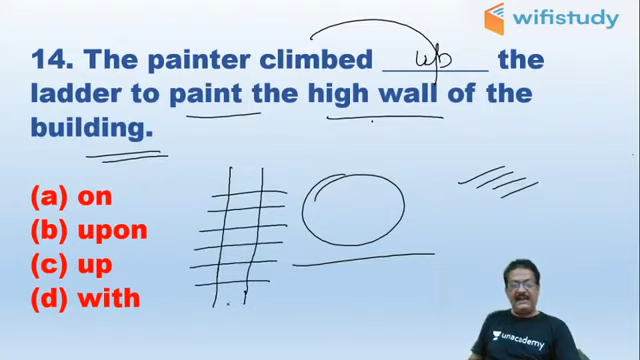 wifistudy
14. The painter climbed up the
ladder to paint the high wall of the
building.
(a) on
(b) upon
(c) up
(d) with
unacademy